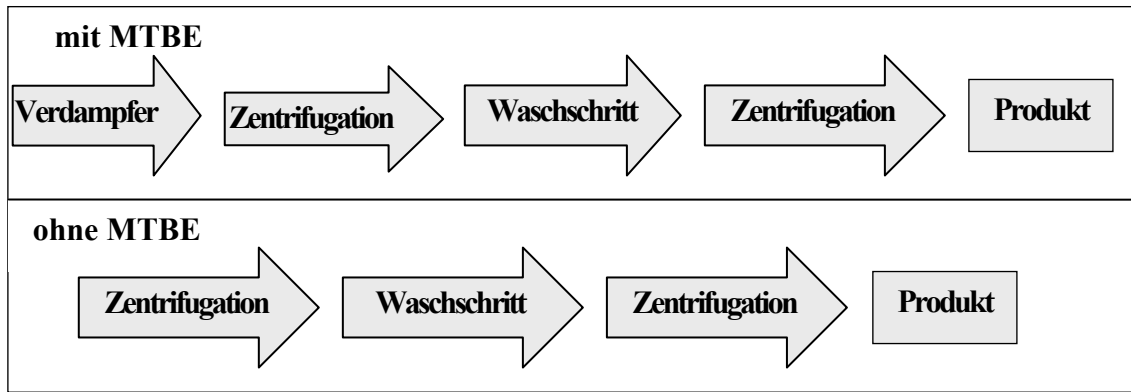 mit MTBE
Verdampfer
Zentrifugation
Waschschritt
Zentrifugation
Produkt
ohne MTBE
Zentrifugation
Waschschritt
Zentrifugation
Produkt